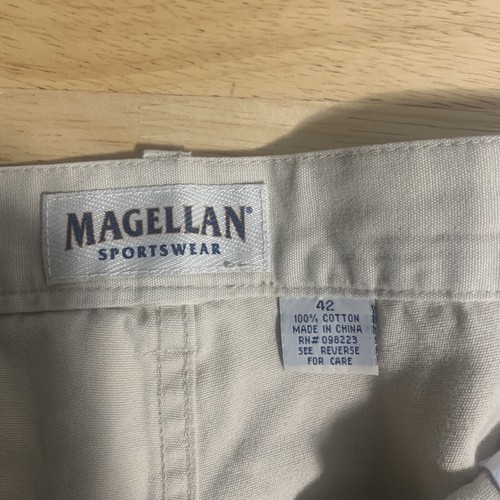 MAGELLAN®
SPORTSWEAR
42
100% COTTON
MADE IN CHINA
RN# 098223
SEE REVERSE
FOR CARE